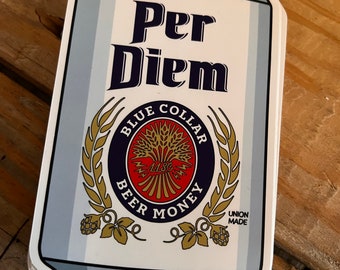 Per
Diem
BLUE COLLAR
BEER MONEY
UNION
MADE